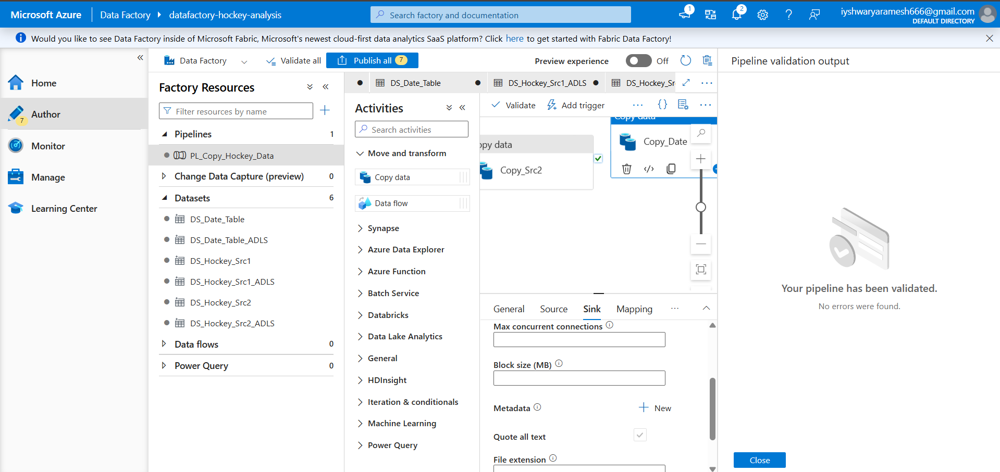 Microsoft Azure
Data Factory
datafactory-hockey-analysis
Search factory and documentation
1
2
iyshwaryaramesh666@gmail.com
DEFAULT DIRECTORY
Would you like to see Data Factory inside of Microsoft Fabric, Microsoft's newest cloud-first data analytics SaaS platform? Click here to get started with Fabric Data Factory!
Home
Author
7
Monitor
Manage
Learning Center
Data Factory
Validate all
Publish all 7
Preview experience
Off
Factory Resources
Filter resources by name
Pipelines 1
PL_Copy_Hockey_Data
Change Data Capture (preview) 0
Datasets 6
DS_Date_Table
DS_Date_Table_ADLS
DS_Hockey_Src1
DS_Hockey_Src1_ADLS
DS_Hockey_Src2
DS_Hockey_Src2_ADLS
Data flows 0
Power Query 0
DS_Date_Table
DS_Hockey_Src1_ADLS
DS_Hockey_Sr
Activities
Search activities
Move and transform
Copy data
Data flow
Synapse
Azure Data Explorer
Azure Function
Batch Service
Databricks
Data Lake Analytics
General
HDInsight
Iteration & conditionals
Machine Learning
Power Query
Validate
Add trigger
{}
opy data
Copy_Src2
Copy data
Copy_Date
General
Source
Sink
Mapping
Max concurrent connections
Block size (MB)
Metadata
New
Quote all text
File extension
Pipeline validation output
Your pipeline has been validated.
No errors were found.
Close